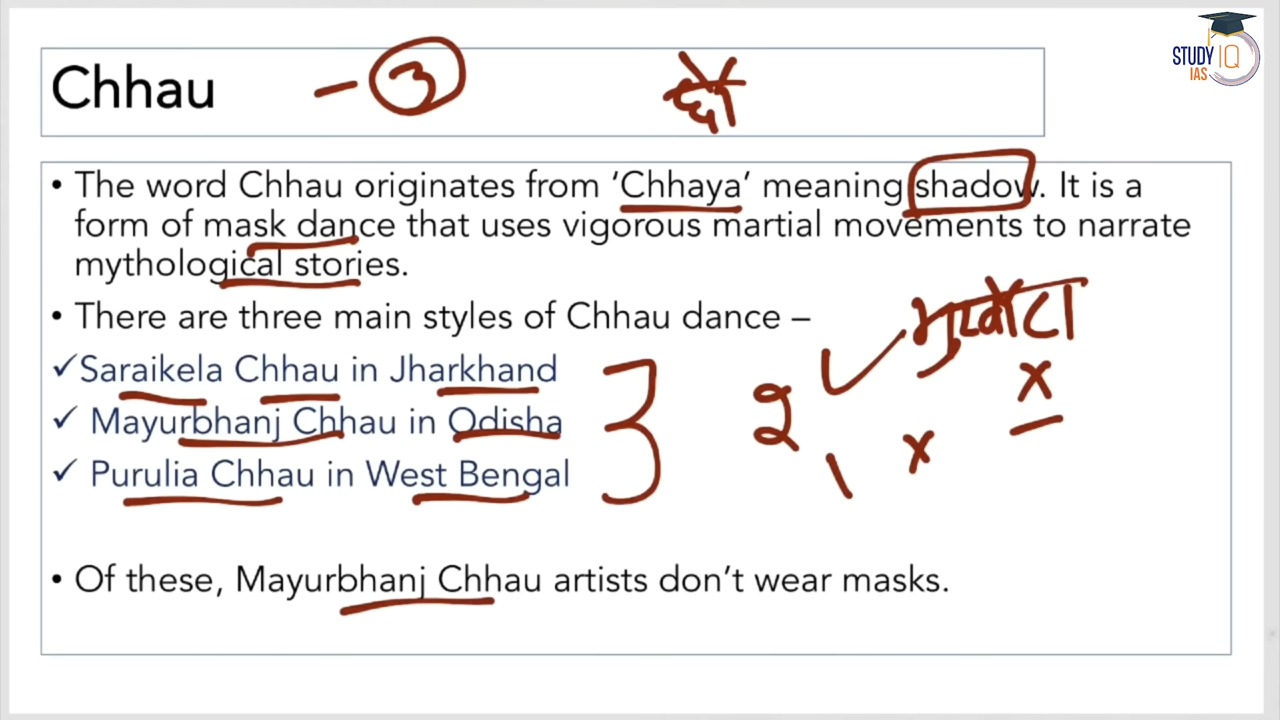 STUDY IQ
IAS
Chhau - 3
• The word Chhau originates from ‘Chhaya’ meaning shadow. It is a
form of mask dance that uses vigorous martial movements to narrate
mythological stories.
• There are three main styles of Chhau dance –
✓Saraikela Chhau in Jharkhand
✓ Mayurbhanj Chhau in Odisha
✓ Purulia Chhau in West Bengal
2
1 x
x
• Of these, Mayurbhanj Chhau artists don’t wear masks.